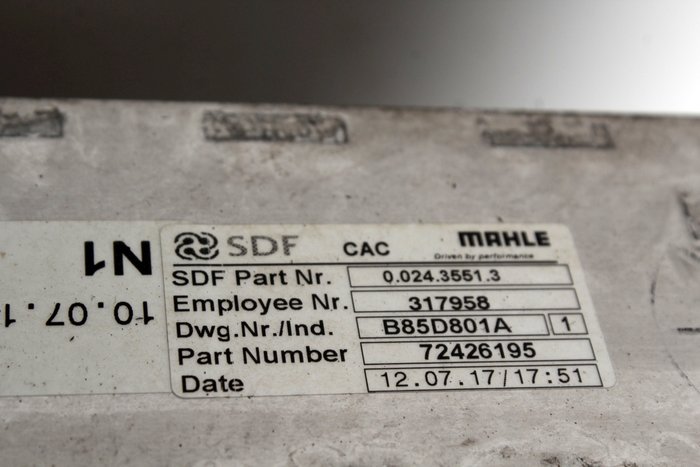 SDF CAC MAHLE
Driven by performance
SDF Part Nr. 0.024.3551.3
Employee Nr. 317958
Dwg.Nr./Ind. B85D801A 1
Part Number 72426195
Date 12.07.17/17:51
N1
10.07.1